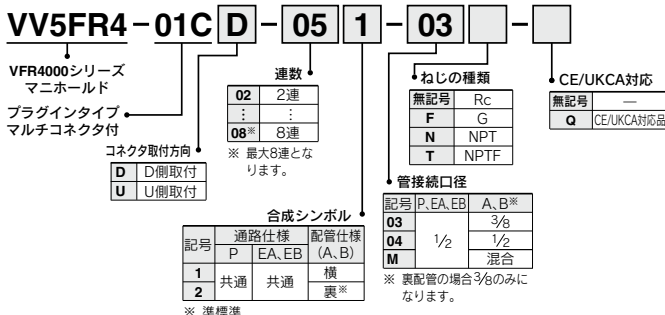 VV5FR4-01C D - 05 1 - 03 □ - □
VFR4000シリーズ
マニホールド
プラグインタイプ
マルチコネクタ付
コネクタ取付方向
D D側取付
U U側取付
連数
02 2連
⋮ ⋮
08※ 8連
※ 最大8連とな
ります。
合成シンボル
記号 通路仕様 配管仕様
P EA、EB (A、B)
1 共通 共通 横
2 裏※
※ 準標準
ねじの種類
無記号 Rc
F G
N NPT
T NPTF
管接続口径
記号 P、EA、EB A、B※
03 1/2 3/8
04 1/2
M 混合
※ 裏配管の場合3/8のみに
なります。
CE/UKCA対応
無記号 —
Q CE/UKCA対応品